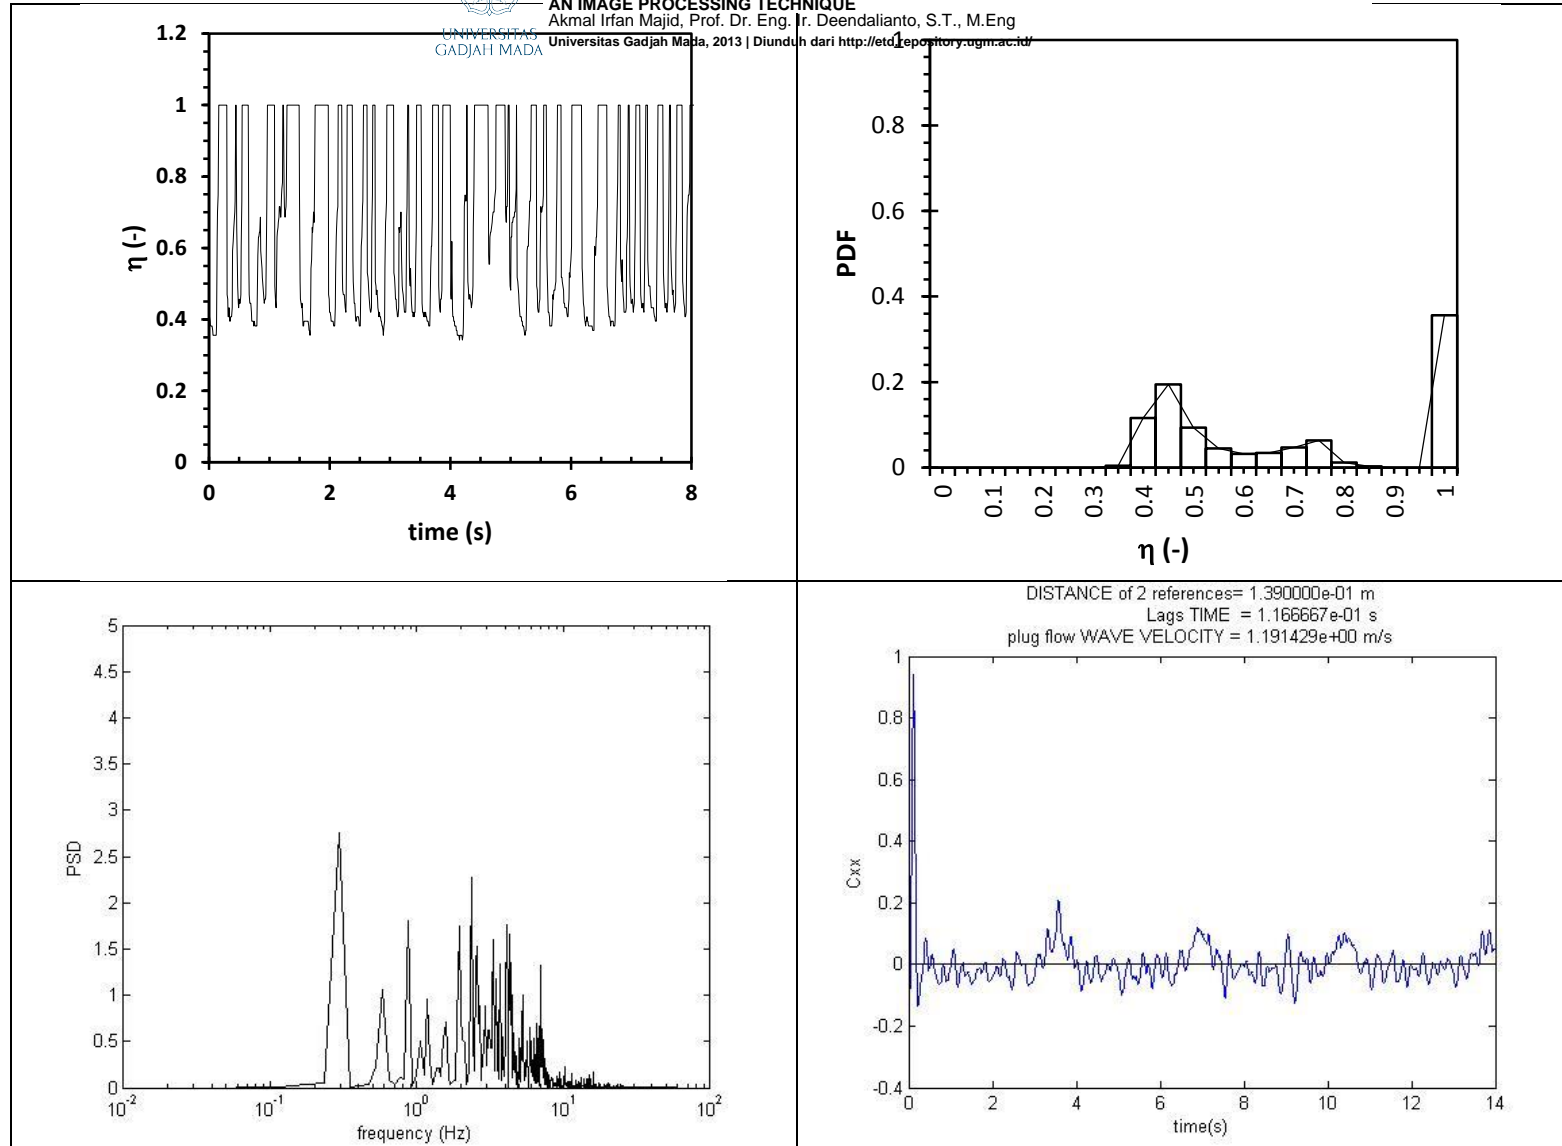 AN IMAGE PROCESSING TECHNIQUE
Akmal Irfan Majid, Prof. Dr. Eng. Ir. Deendalianto, S.T., M.Eng
UNIVERSITAS
GADJAH MADA
Universitas Gadjah Mada, 2013 | Diunduh dari http://etd.repository.ugm.ac.id/
1.2
1
0.8
0.6
0.4
0.2
0
η (-)
0 2 4 6 8
time (s)
1
0.8
0.6
0.4
0.2
0
PDF
0 0.1 0.2 0.3 0.4 0.5 0.6 0.7 0.8 0.9 1
η (-)
5
4.5
4
3.5
3
2.5
2
1.5
1
0.5
0
PSD
10⁻² 10⁻¹ 10⁰ 10¹ 10²
frequency (Hz)
DISTANCE of 2 references= 1.390000e-01 m
Lags TIME = 1.166667e-01 s
plug flow WAVE VELOCITY = 1.191429e+00 m/s
1
0.8
0.6
0.4
0.2
0
-0.2
-0.4
Cxx
0 2 4 6 8 10 12 14
time(s)